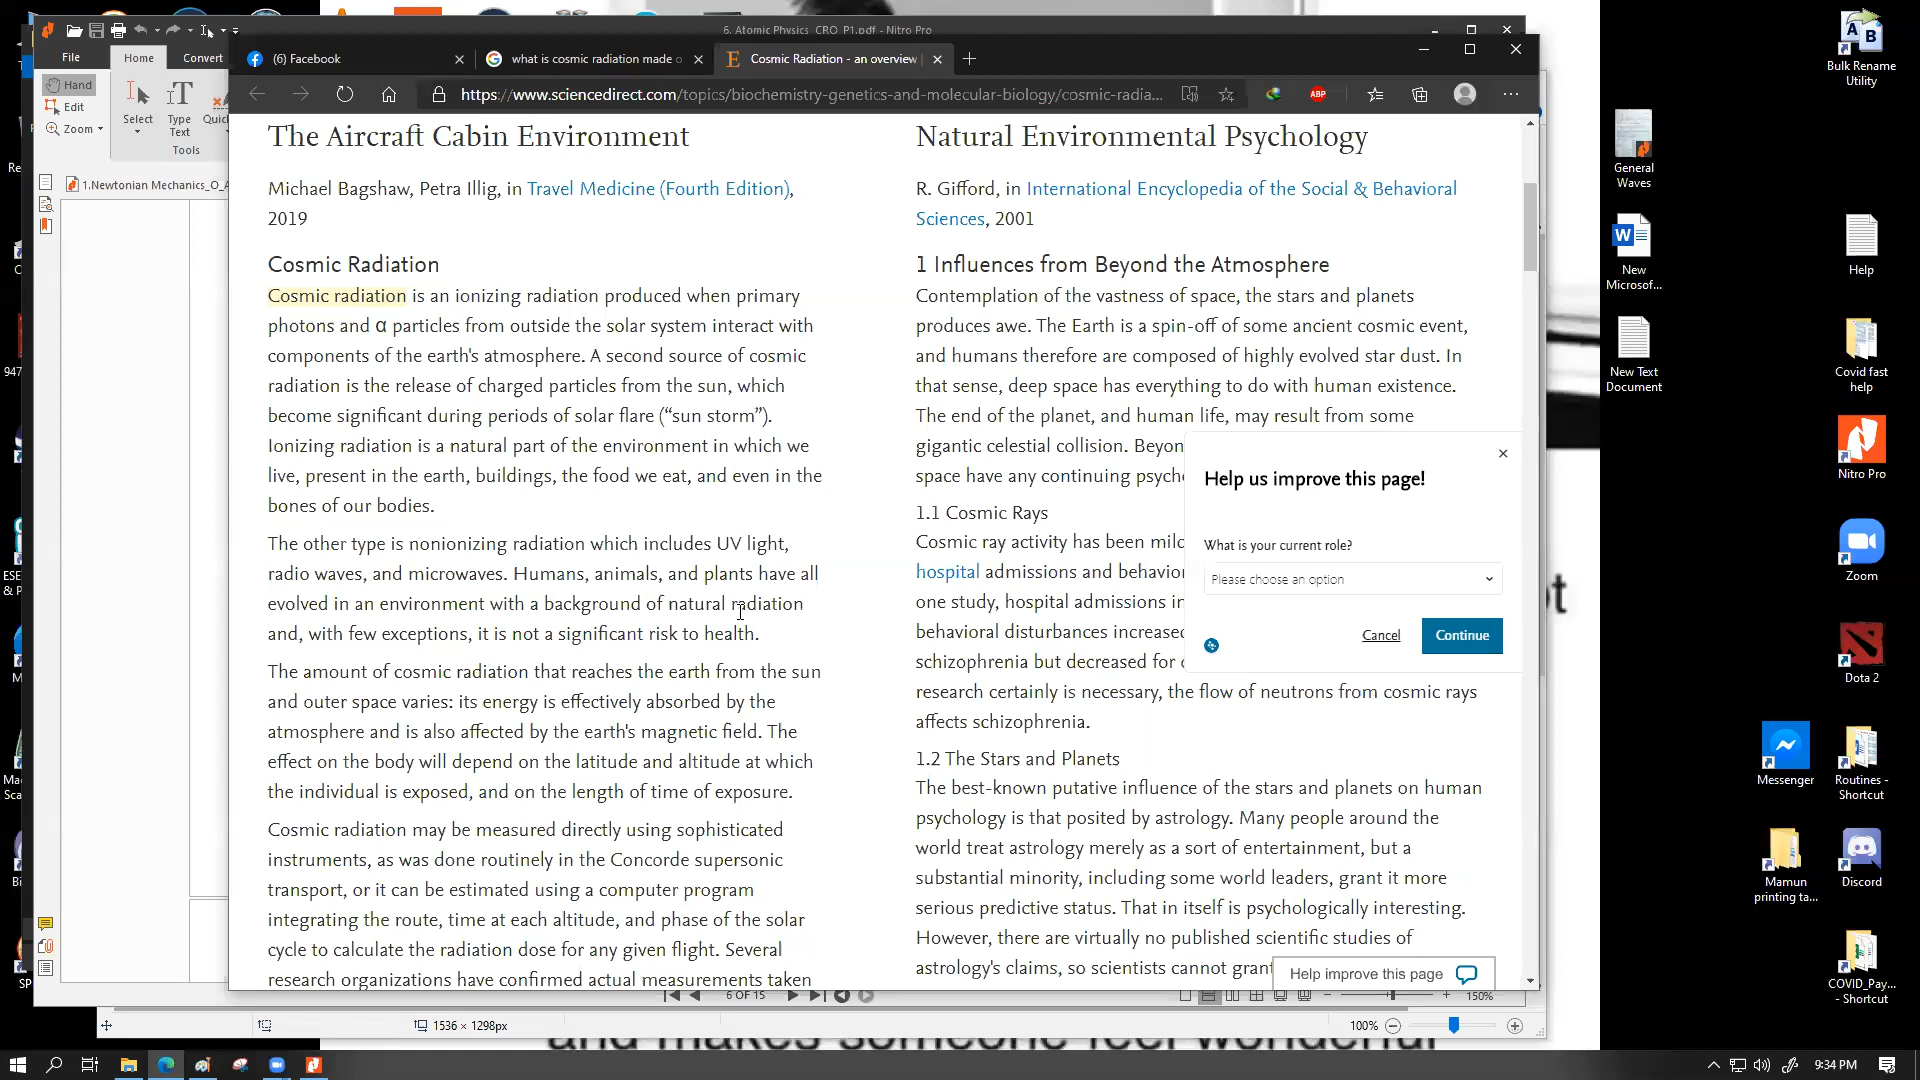 6. Atomic Physics_CRO_P1.pdf - Nitro Pro
File
Home
Convert
Hand
Edit
Zoom
Select
Type
Text
Quick
Tools
1.Newtonian Mechanics_O_A
(6) Facebook
what is cosmic radiation made o
Cosmic Radiation - an overview
https://www.sciencedirect.com/topics/biochemistry-genetics-and-molecular-biology/cosmic-radia...
ABP
The Aircraft Cabin Environment
Michael Bagshaw, Petra Illig, in Travel Medicine (Fourth Edition),
2019
Cosmic Radiation
Cosmic radiation is an ionizing radiation produced when primary
photons and α particles from outside the solar system interact with
components of the earth's atmosphere. A second source of cosmic
radiation is the release of charged particles from the sun, which
become significant during periods of solar flare (“sun storm”).
Ionizing radiation is a natural part of the environment in which we
live, present in the earth, buildings, the food we eat, and even in the
bones of our bodies.
The other type is nonionizing radiation which includes UV light,
radio waves, and microwaves. Humans, animals, and plants have all
evolved in an environment with a background of natural radiation
and, with few exceptions, it is not a significant risk to health.
The amount of cosmic radiation that reaches the earth from the sun
and outer space varies: its energy is effectively absorbed by the
atmosphere and is also affected by the earth's magnetic field. The
effect on the body will depend on the latitude and altitude at which
the individual is exposed, and on the length of time of exposure.
Cosmic radiation may be measured directly using sophisticated
instruments, as was done routinely in the Concorde supersonic
transport, or it can be estimated using a computer program
integrating the route, time at each altitude, and phase of the solar
cycle to calculate the radiation dose for any given flight. Several
research organizations have confirmed actual measurements taken
Natural Environmental Psychology
R. Gifford, in International Encyclopedia of the Social & Behavioral
Sciences, 2001
1 Influences from Beyond the Atmosphere
Contemplation of the vastness of space, the stars and planets
produces awe. The Earth is a spin-off of some ancient cosmic event,
and humans therefore are composed of highly evolved star dust. In
that sense, deep space has everything to do with human existence.
The end of the planet, and human life, may result from some
gigantic celestial collision. Beyon
space have any continuing psych
1.1 Cosmic Rays
Cosmic ray activity has been mild
hospital admissions and behavior
one study, hospital admissions in
behavioral disturbances increased
schizophrenia but decreased for
research certainly is necessary, the flow of neutrons from cosmic rays
affects schizophrenia.
1.2 The Stars and Planets
The best-known putative influence of the stars and planets on human
psychology is that posited by astrology. Many people around the
world treat astrology merely as a sort of entertainment, but a
substantial minority, including some world leaders, grant it more
serious predictive status. That in itself is psychologically interesting.
However, there are virtually no published scientific studies of
astrology's claims, so scientists cannot grant
Help us improve this page!
What is your current role?
Please choose an option
Cancel
Continue
Help improve this page
6 OF 15
150%
1536 × 1298px
100%
and makes someone feel wonderful
Bulk Rename
Utility
General
Waves
New
Microsof...
Help
New Text
Document
Covid fast
help
Nitro Pro
Zoom
Dota 2
Messenger
Routines -
Shortcut
Mamun
printing ta...
Discord
COVID_Pay...
- Shortcut
9:34 PM